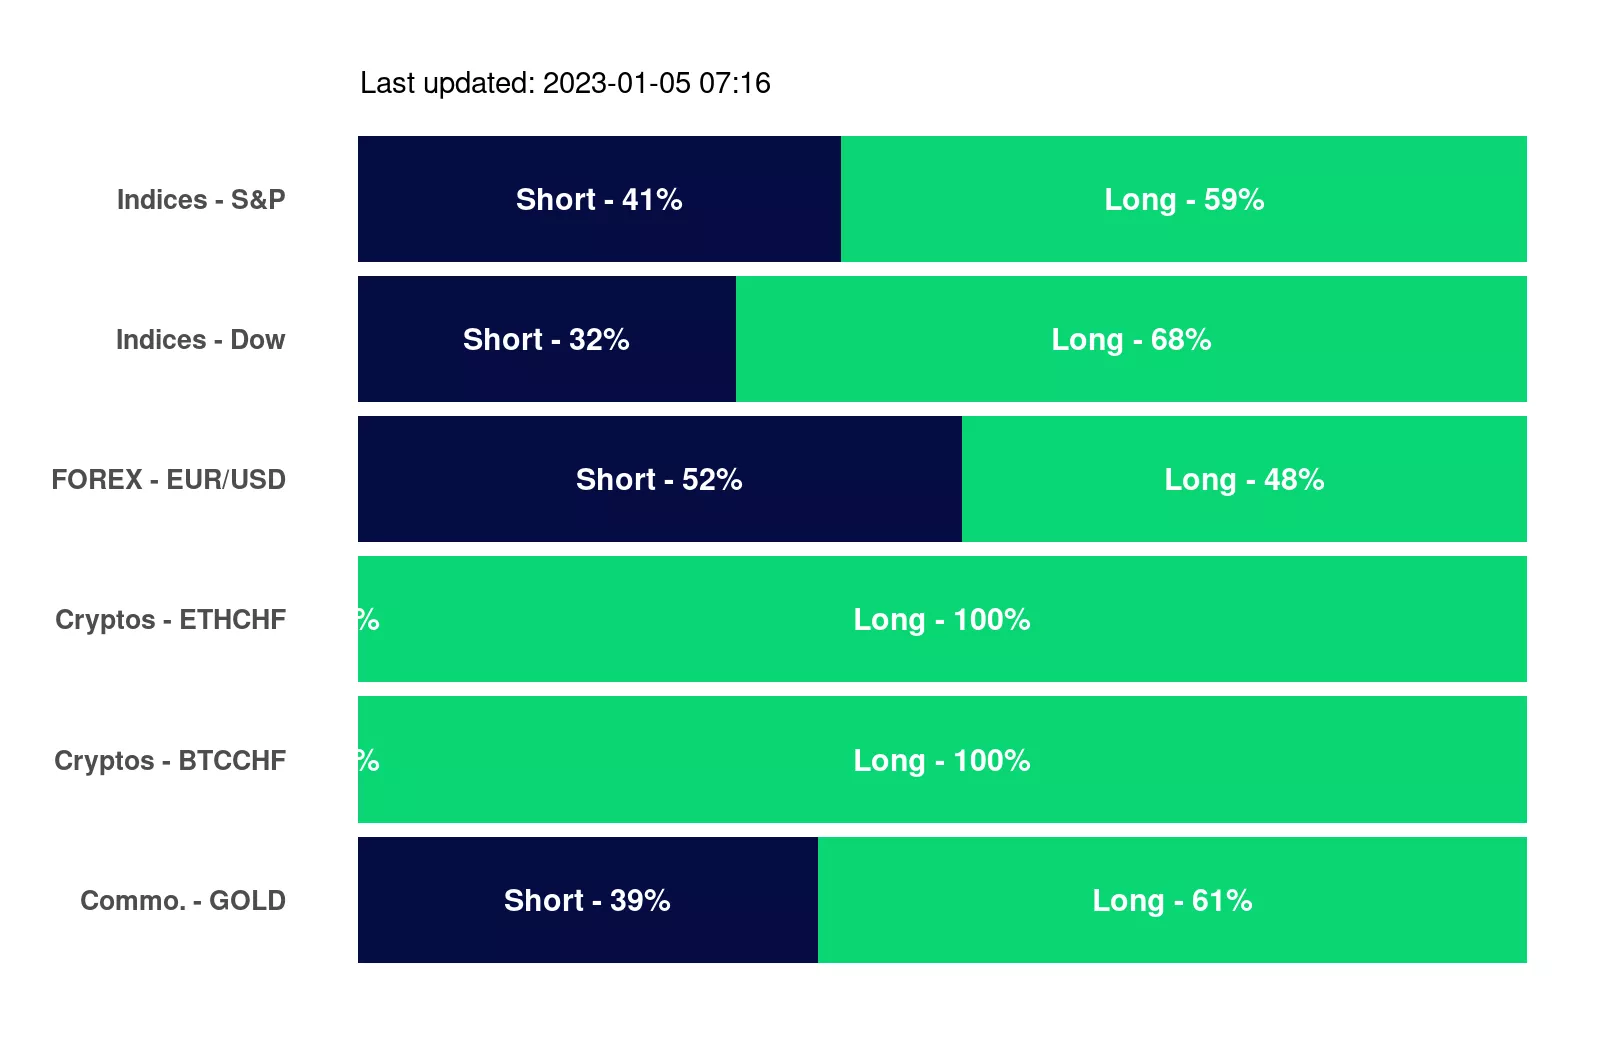 Last updated: 2023-01-05 07:16
Indices - S&P Short - 41% Long - 59%
Indices - Dow Short - 32% Long - 68%
FOREX - EUR/USD Short - 52% Long - 48%
Cryptos - ETHCHF % Long - 100%
Cryptos - BTCCHF % Long - 100%
Commo. - GOLD Short - 39% Long - 61%